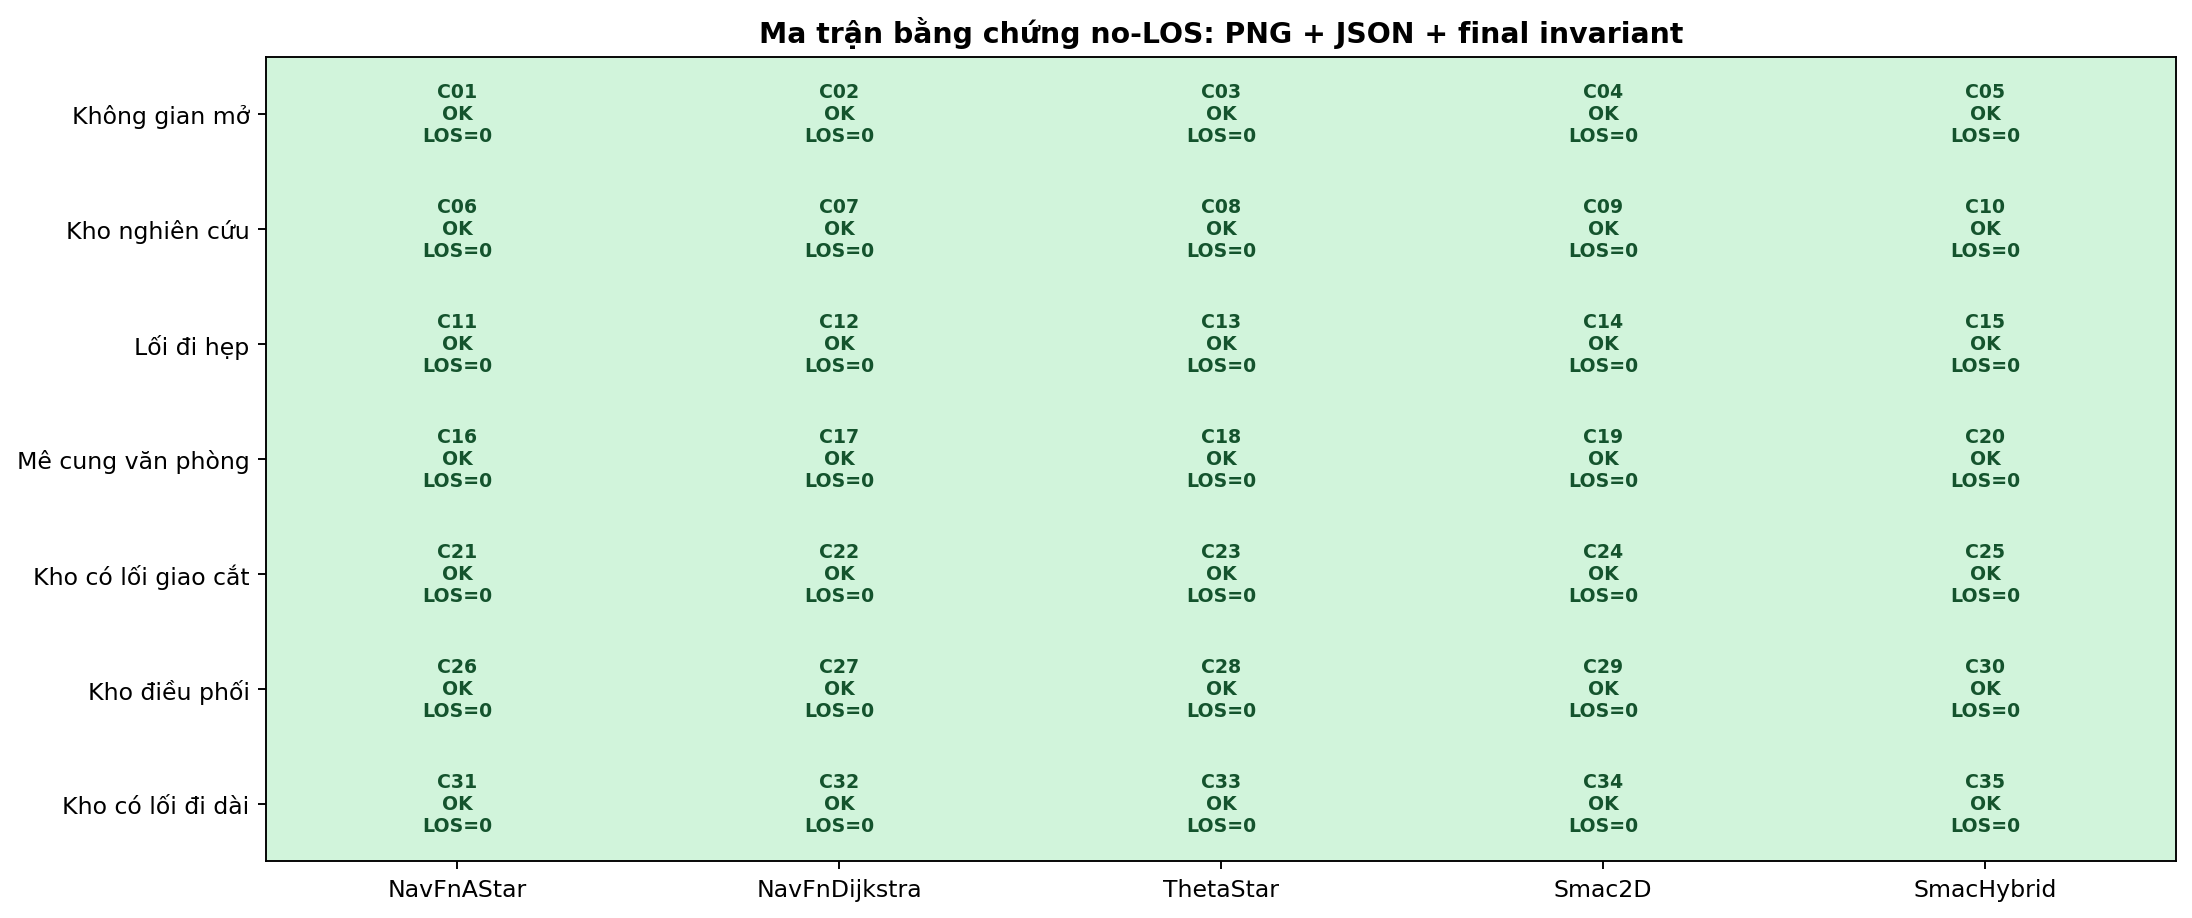 Ma trận bằng chứng no-LOS: PNG + JSON + final invariant
Không gian mở
C01 C02 C03 C04 C05
OK OK OK OK OK
LOS=0 LOS=0 LOS=0 LOS=0 LOS=0
Kho nghiên cứu
C06 C07 C08 C09 C10
OK OK OK OK OK
LOS=0 LOS=0 LOS=0 LOS=0 LOS=0
Lối đi hẹp
C11 C12 C13 C14 C15
OK OK OK OK OK
LOS=0 LOS=0 LOS=0 LOS=0 LOS=0
Mê cung văn phòng
C16 C17 C18 C19 C20
OK OK OK OK OK
LOS=0 LOS=0 LOS=0 LOS=0 LOS=0
Kho có lối giao cắt
C21 C22 C23 C24 C25
OK OK OK OK OK
LOS=0 LOS=0 LOS=0 LOS=0 LOS=0
Kho điều phối
C26 C27 C28 C29 C30
OK OK OK OK OK
LOS=0 LOS=0 LOS=0 LOS=0 LOS=0
Kho có lối đi dài
C31 C32 C33 C34 C35
OK OK OK OK OK
LOS=0 LOS=0 LOS=0 LOS=0 LOS=0
NavFnAStar NavFnDijkstra ThetaStar Smac2D SmacHybrid